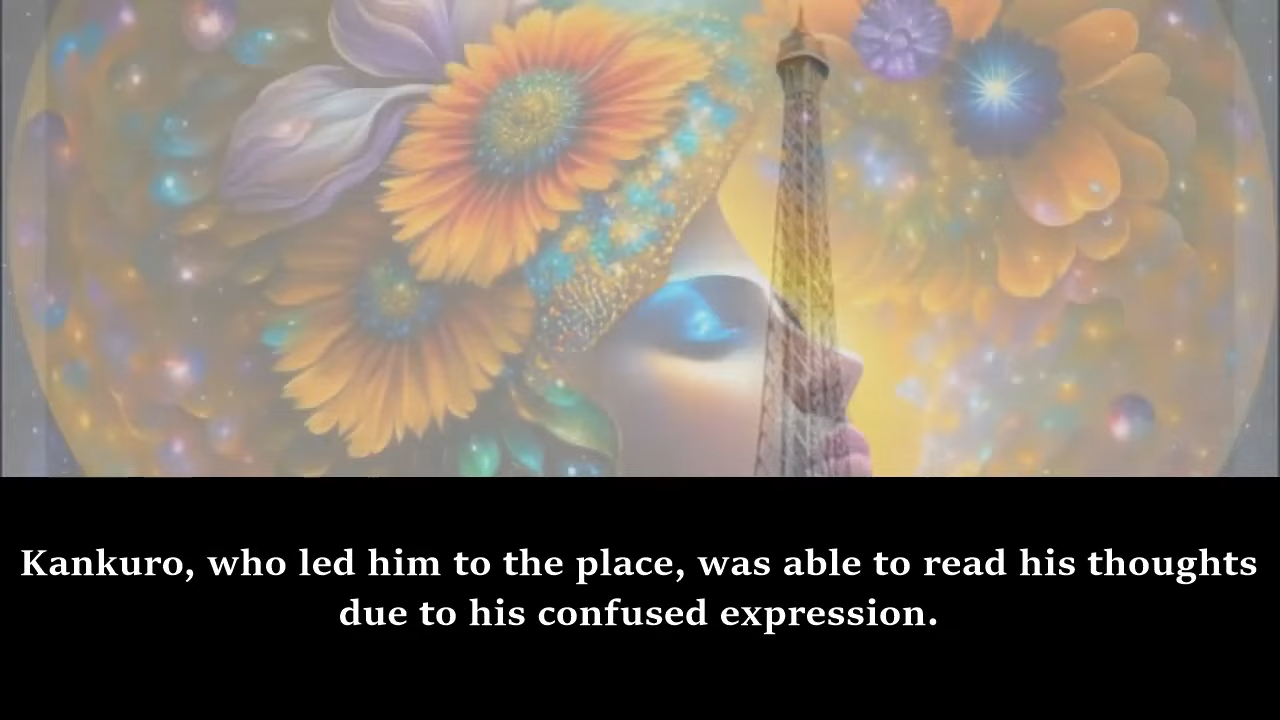 Kankuro, who led him to the place, was able to read his thoughts
due to his confused expression.